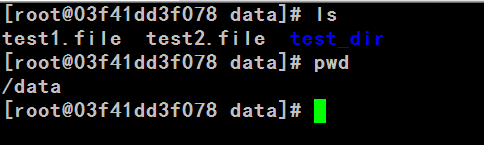 [root@03f41dd3f078 data]# ls
test1.file  test2.file  test_dir
[root@03f41dd3f078 data]# pwd
/data
[root@03f41dd3f078 data]#